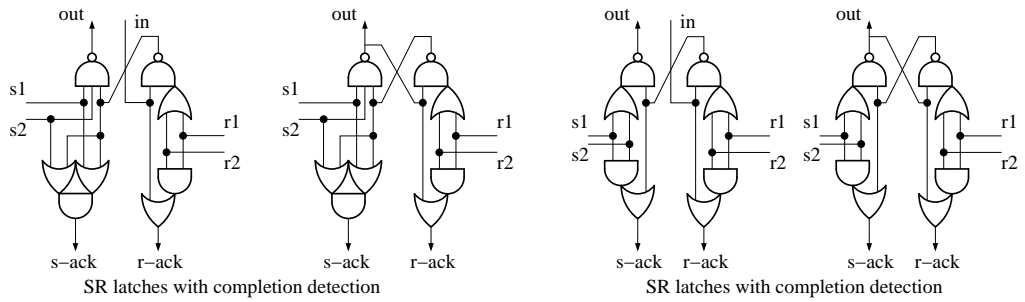 out in out out in out
s1
s2
r1
r2
s1
s2
r1
r2
s1
s2
r1
r2
s1
s2
r1
r2
s−ack r−ack s−ack r−ack s−ack r−ack s−ack r−ack
SR latches with completion detection SR latches with completion detection